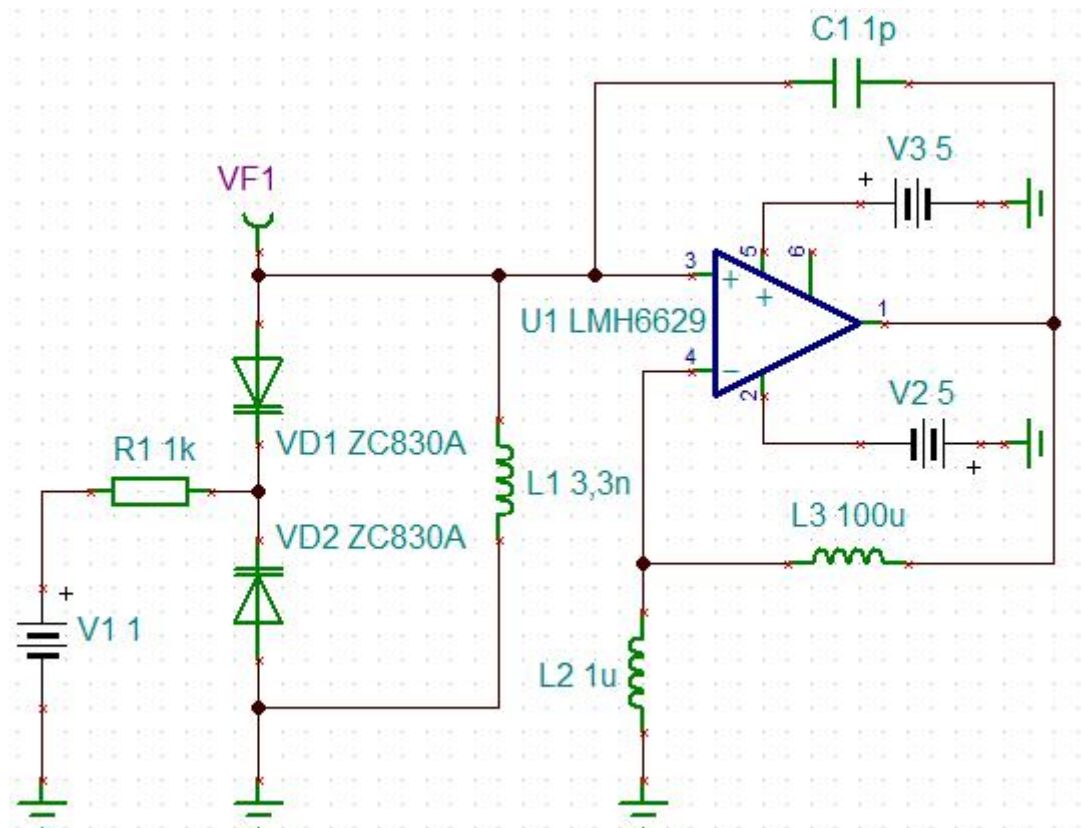 C1 1p
V3 5
+
VF1
5
6
3
+
+
1
U1 LMH6629
4
−
2
V2 5
+
R1 1k
VD1 ZC830A
L1 3,3n
L3 100u
VD2 ZC830A
+
V1 1
L2 1u